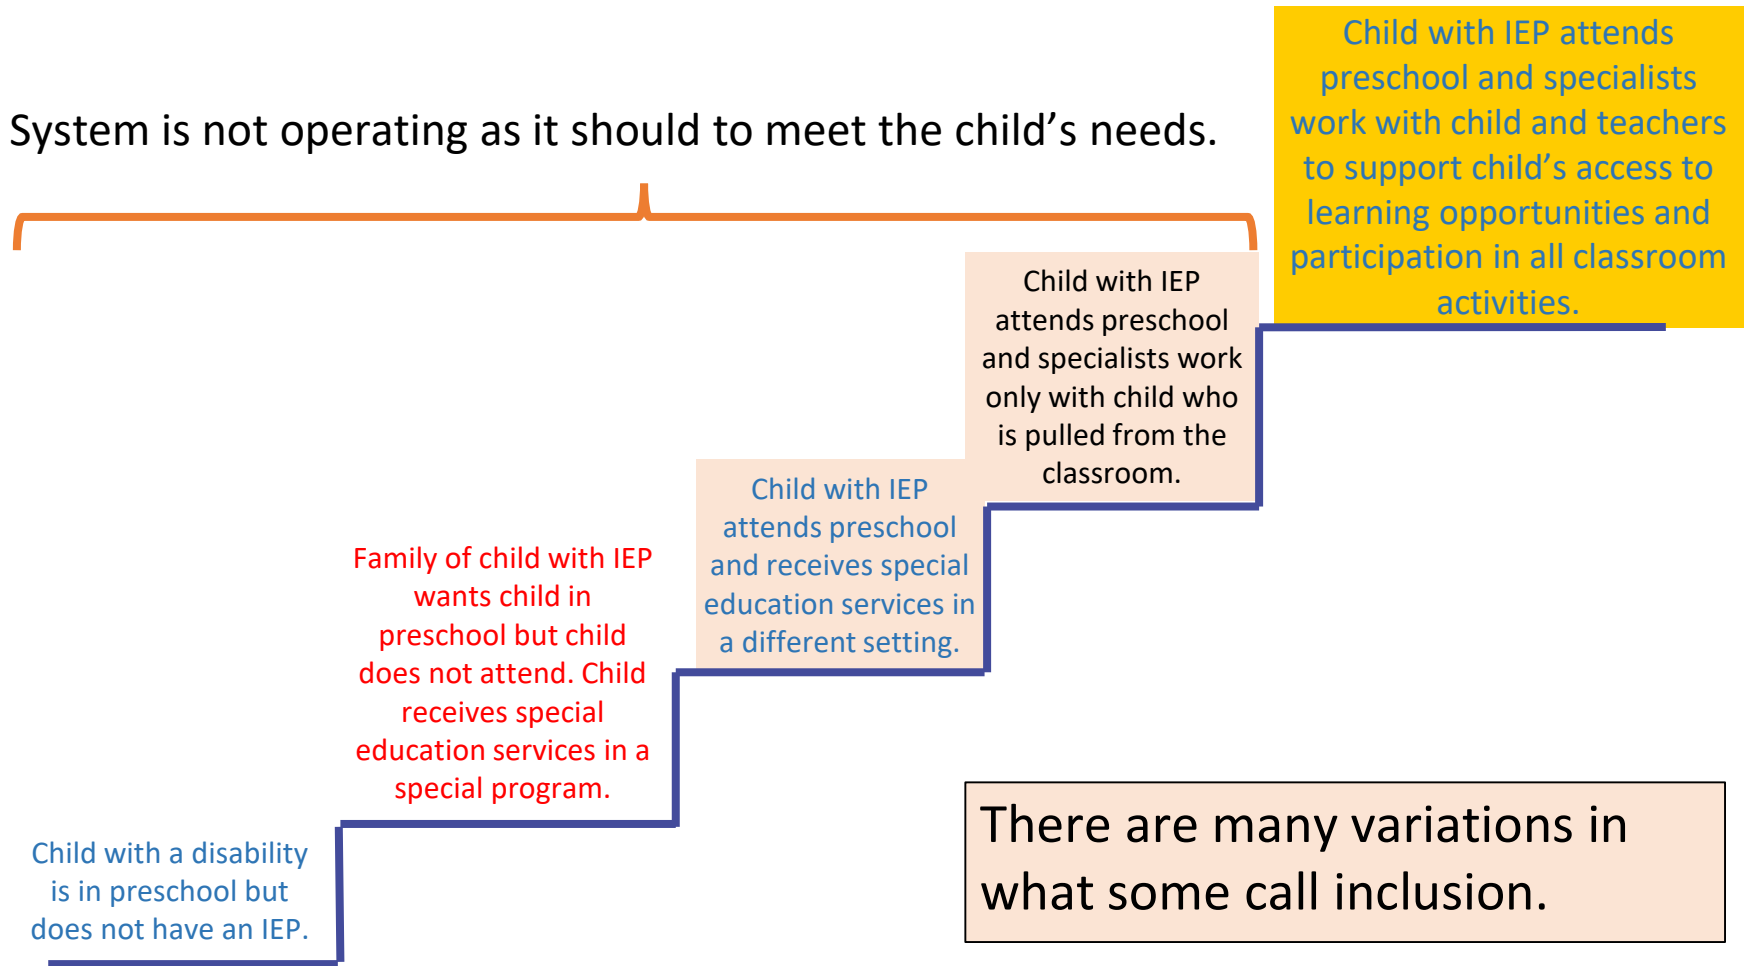 System is not operating as it should to meet the child’s needs.
Child with IEP attends
preschool and specialists
work with child and teachers
to support child’s access to
learning opportunities and
participation in all classroom
activities.
Child with IEP
attends preschool
and specialists work
only with child who
is pulled from the
classroom.
Child with IEP
attends preschool
and receives special
education services in
a different setting.
Family of child with IEP
wants child in
preschool but child
does not attend. Child
receives special
education services in a
special program.
Child with a disability
is in preschool but
does not have an IEP.
There are many variations in
what some call inclusion.